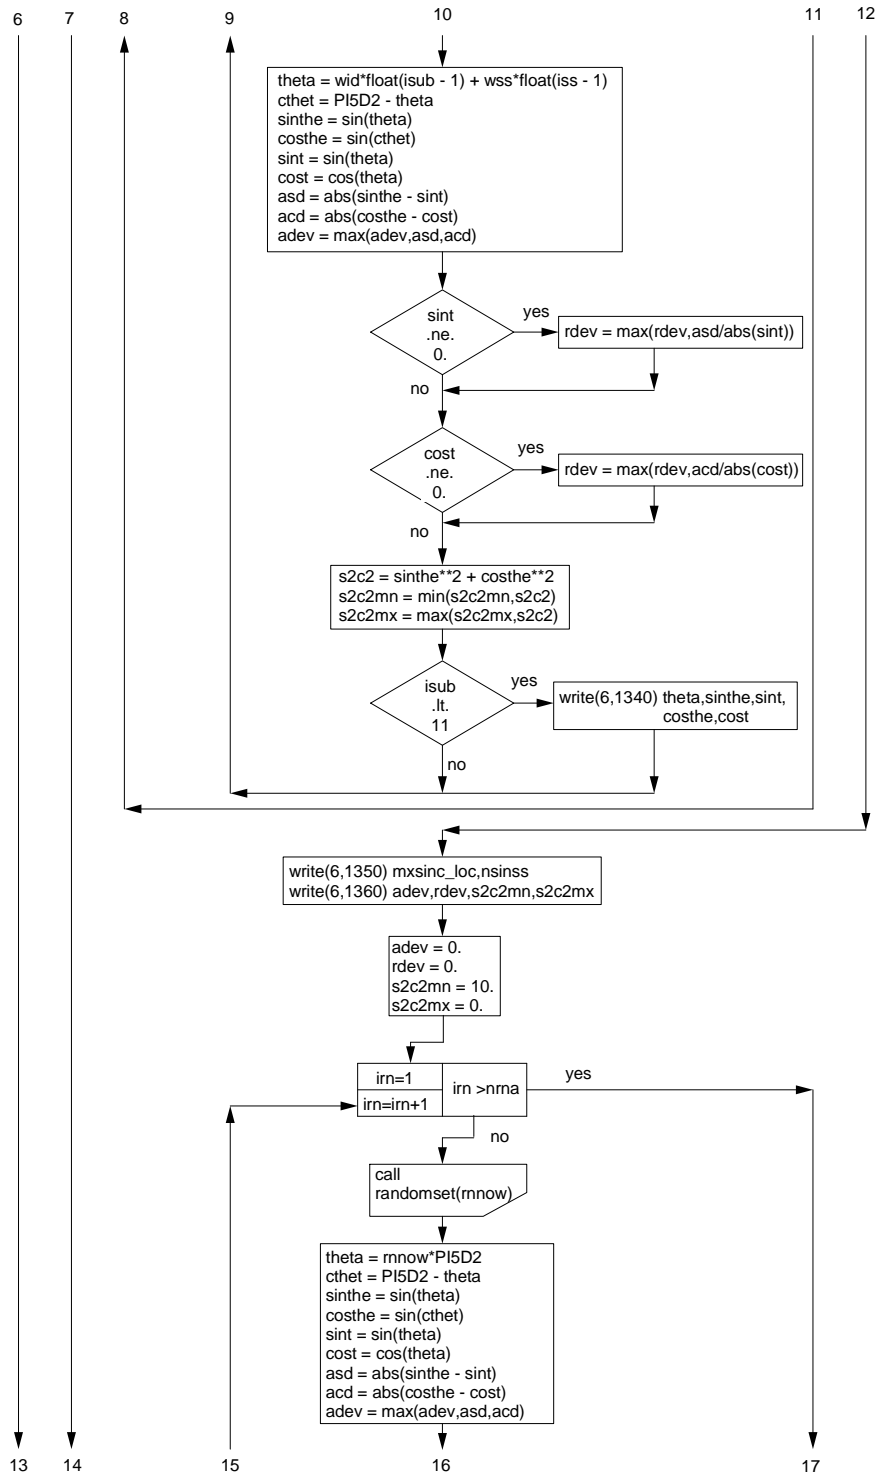 6
7
8
9
10
11
12
theta = wid*float(isub - 1) + wss*float(iss - 1)
cthet = PI5D2 - theta
sinthe = sin(theta)
costhe = sin(cthet)
sint = sin(theta)
cost = cos(theta)
asd = abs(sinthe - sint)
acd = abs(costhe - cost)
adev = max(adev,asd,acd)
sint
.ne.
0.
yes
rdev = max(rdev,asd/abs(sint))
no
cost
.ne.
0.
yes
rdev = max(rdev,acd/abs(cost))
no
s2c2 = sinthe**2 + costhe**2
s2c2mn = min(s2c2mn,s2c2)
s2c2mx = max(s2c2mx,s2c2)
isub
.lt.
11
yes
write(6,1340) theta,sinthe,sint,
costhe,cost
no
write(6,1350) mxsinc_loc,nsinss
write(6,1360) adev,rdev,s2c2mn,s2c2mx
adev = 0.
rdev = 0.
s2c2mn = 10.
s2c2mx = 0.
irn=1
irn=irn+1
irn >nrna
yes
no
call
randomset(rnnow)
theta = rnnow*PI5D2
cthet = PI5D2 - theta
sinthe = sin(theta)
costhe = sin(cthet)
sint = sin(theta)
cost = cos(theta)
asd = abs(sinthe - sint)
acd = abs(costhe - cost)
adev = max(adev,asd,acd)
13
14
15
16
17